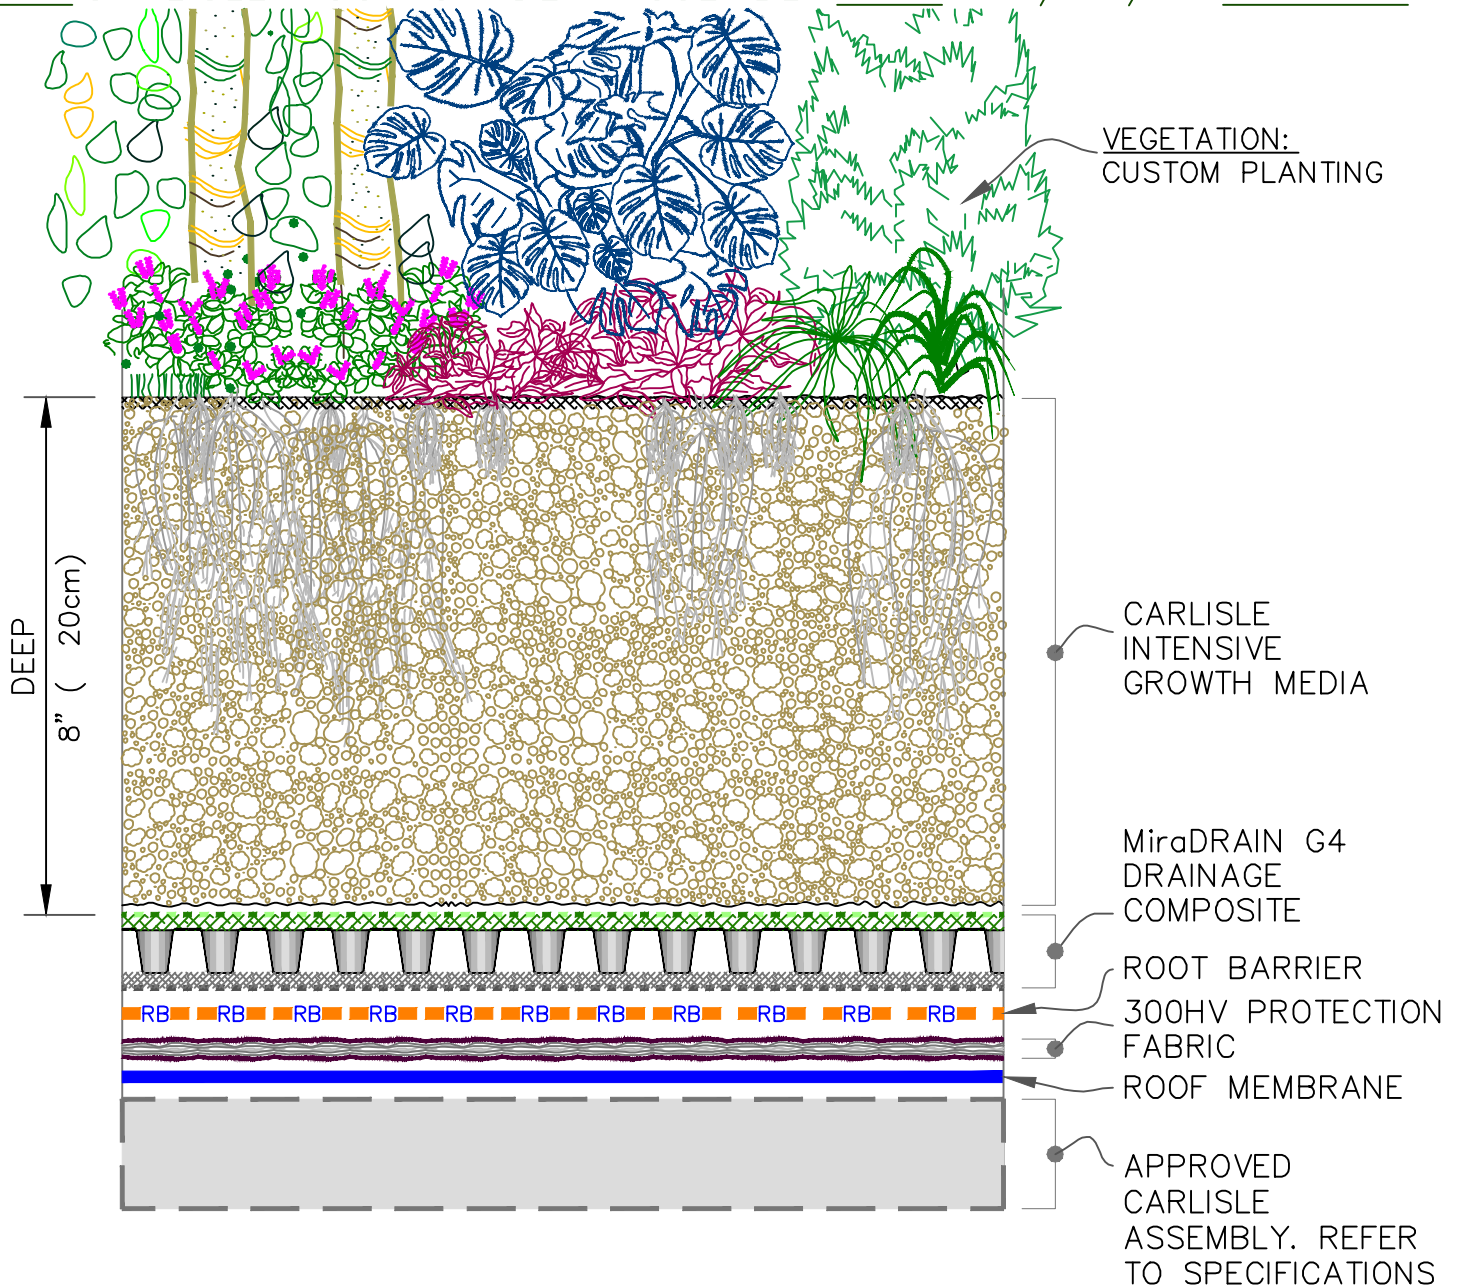 VEGETATION:
CUSTOM PLANTING
DEEP
8" ( 20cm)
CARLISLE
INTENSIVE
GROWTH MEDIA
MiraDRAIN G4
DRAINAGE
COMPOSITE
ROOT BARRIER
300HV PROTECTION
FABRIC
RB RB RB RB RB RB RB RB RB RB RB
ROOF MEMBRANE
APPROVED
CARLISLE
ASSEMBLY. REFER
TO SPECIFICATIONS